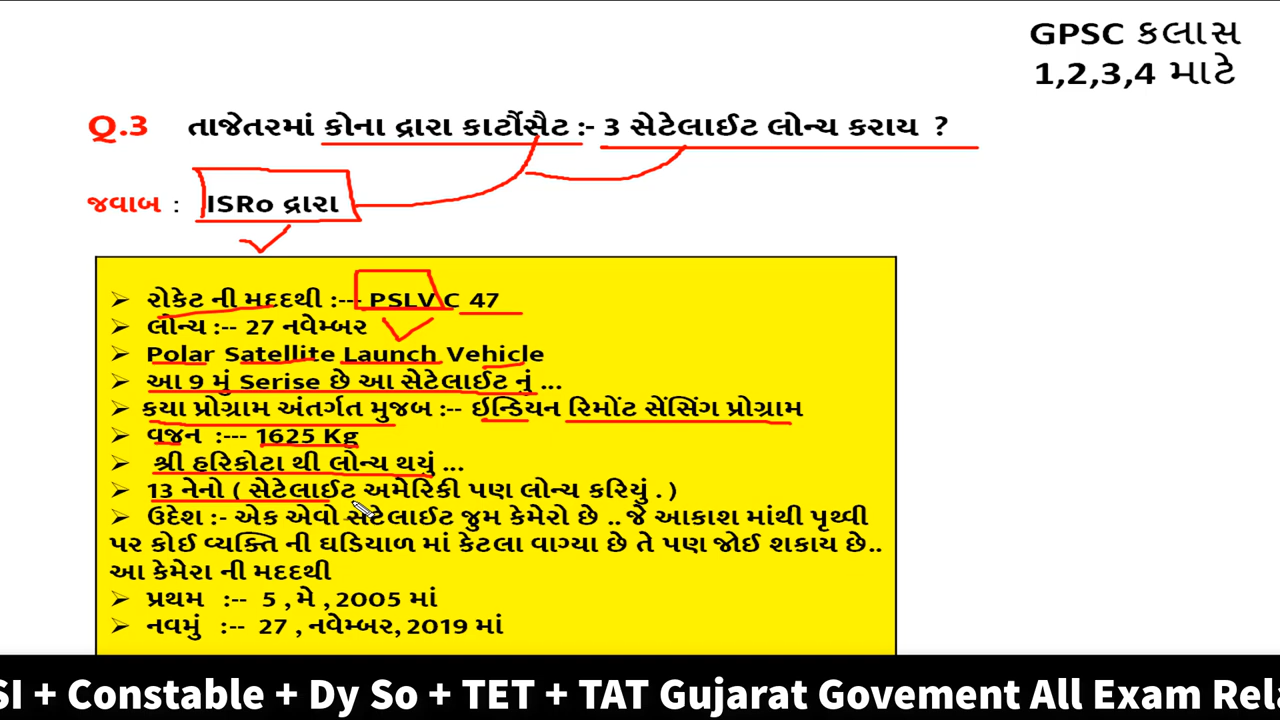 GPSC કલાસ
1,2,3,4 માટે
Q.3 તાજેતરમાં કોના દ્રારા કાર્ટોસૈટ :- 3 સેટેલાઈટ લોન્ચ કરાય ?
જવાબ : ISRo દ્રારા
➢ રોકેટ ની મદદથી :--- PSLV C 47
➢ લોન્ચ :-- 27 નવેમ્બર
➢ Polar Satellite Launch Vehicle
➢ આ 9 મું Serise છે આ સેટેલાઈટ નું ...
➢ કયા પ્રોગ્રામ અંતર્ગત મુજબ :-- ઇન્ડિયન રિમોંટ સેંસિંગ પ્રોગ્રામ
➢ વજન :--- 1625 Kg
➢ શ્રી હરિકોટા થી લોન્ચ થયું ...
➢ 13 નેનો ( સેટેલાઈટ અમેરિકી પણ લોન્ચ કરિયું . )
➢ ઉદેશ :- એક એવો સેટેલાઈટ જુમ કેમેરો છે .. જે આકાશ માંથી પૃથ્વી
પર કોઈ વ્યક્તિ ની ઘડિયાળ માં કેટલા વાગ્યા છે તે પણ જોઈ શકાય છે..
આ કેમેરા ની મદદથી
➢ પ્રથમ :-- 5 , મે , 2005 માં
➢ નવમું :-- 27 , નવેમ્બર, 2019 માં
SI + Constable + Dy So + TET + TAT Gujarat Govement All Exam Rela